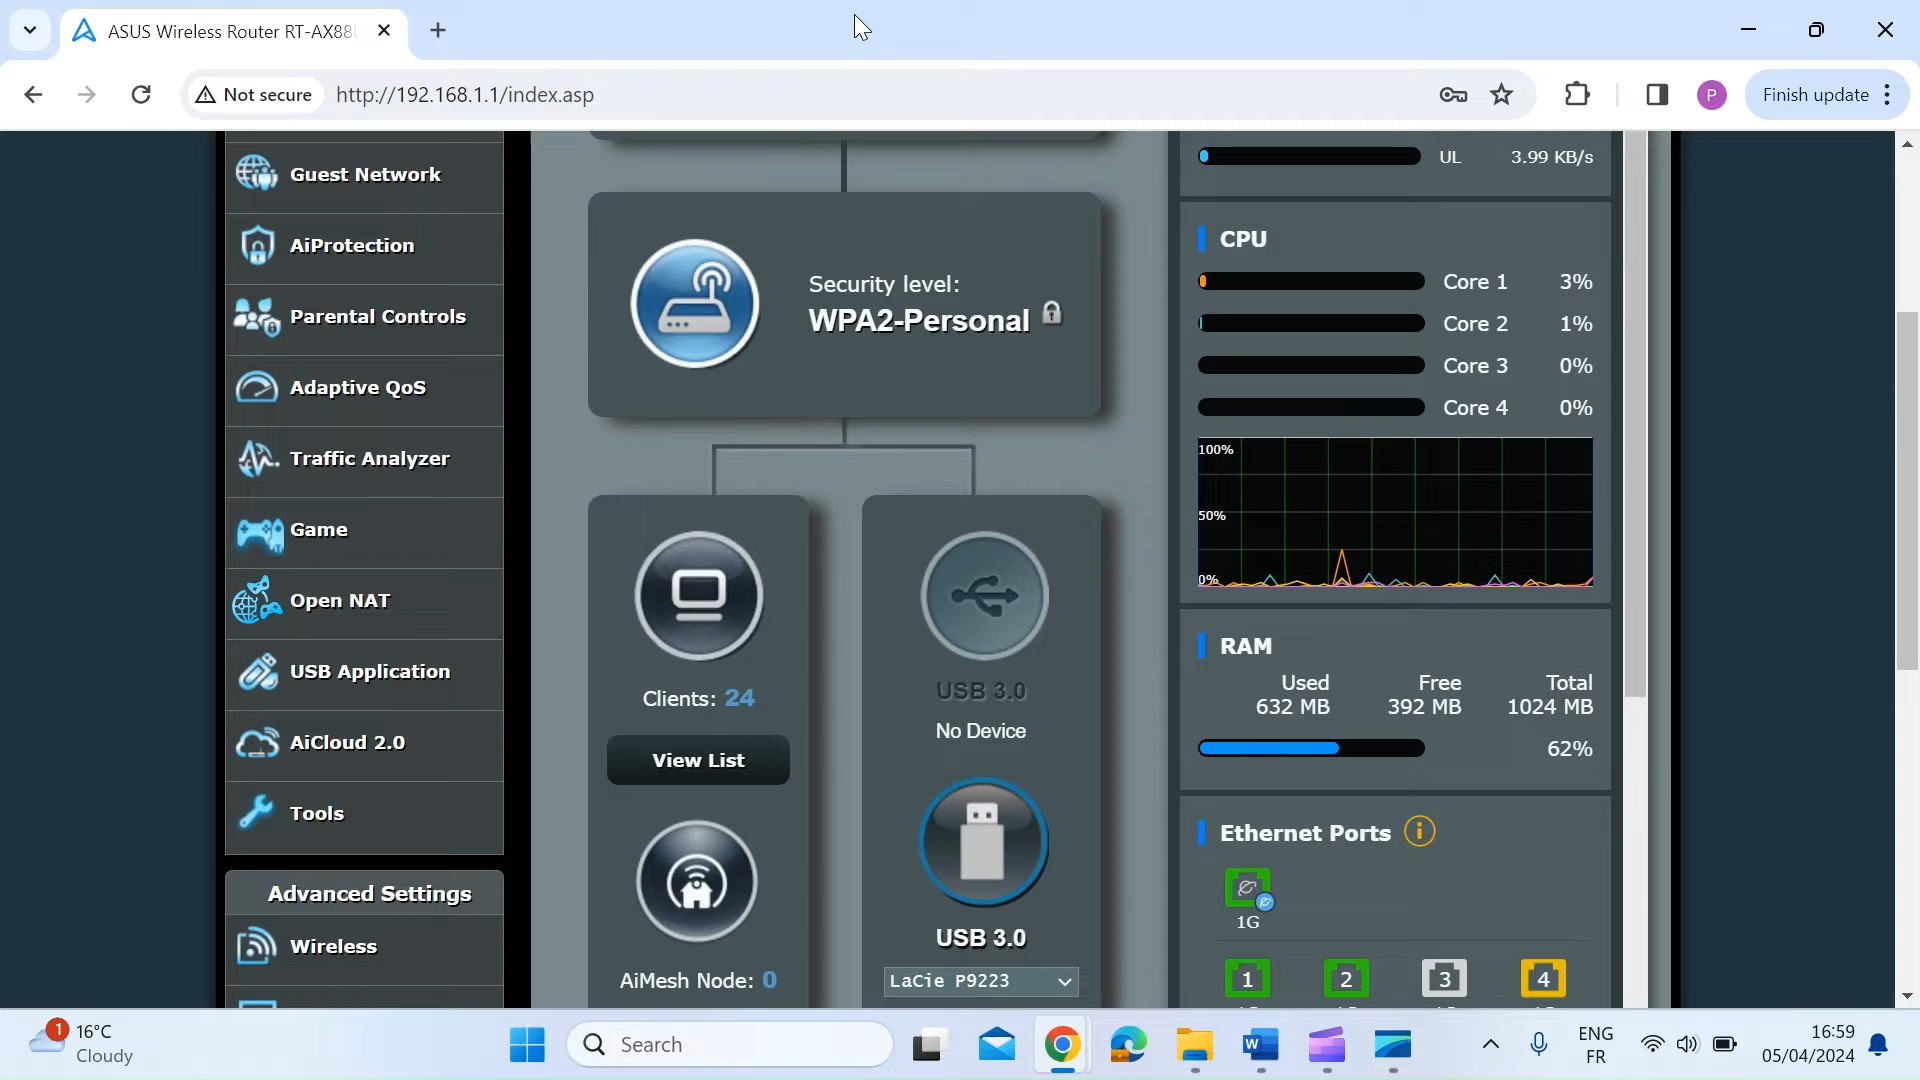 ASUS Wireless Router RT-AX88
Not secure
http://192.168.1.1/index.asp
P
Finish update
Guest Network
AiProtection
Parental Controls
Adaptive QoS
Traffic Analyzer
Game
Open NAT
USB Application
AiCloud 2.0
Tools
Advanced Settings
Wireless
Security level:
WPA2-Personal
Clients: 24
View List
AiMesh Node: 0
USB 3.0
No Device
USB 3.0
LaCie P9223
UL 3.99 KB/s
CPU
Core 1 3%
Core 2 1%
Core 3 0%
Core 4 0%
100%
50%
0%
RAM
Used Free Total
632 MB 392 MB 1024 MB
62%
Ethernet Ports
1G
1 2 3 4
1
16°C
Cloudy
Search
ENG
FR
16:59
05/04/2024